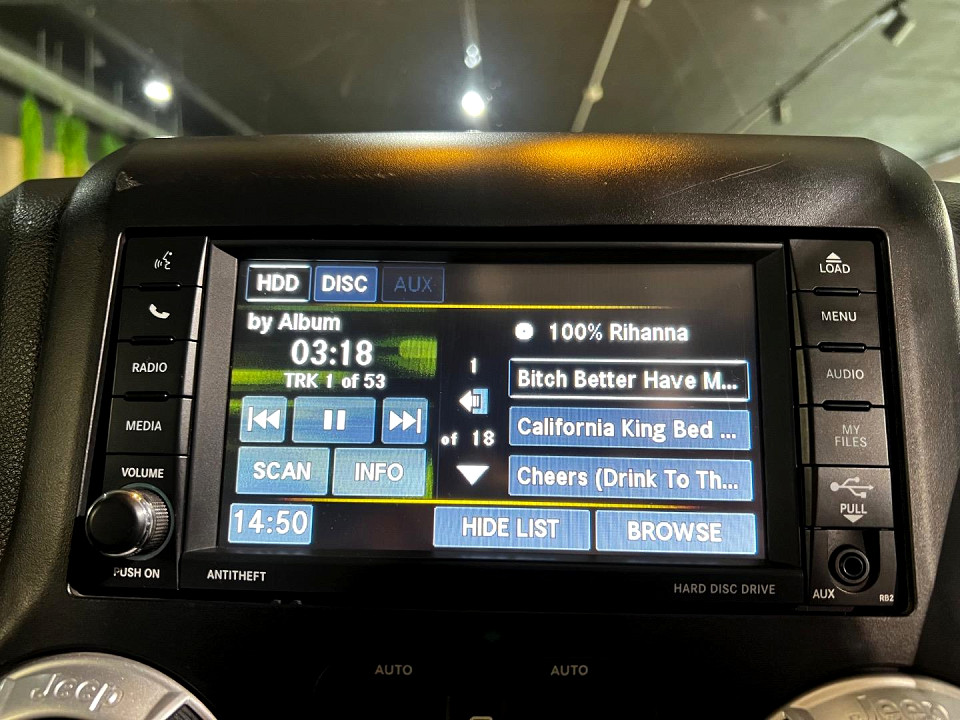 HDD DISC AUX
by Album
03:18
TRK 1 of 53
SCAN INFO
14:50
100% Rihanna
1
of 18
Bitch Better Have M...
California King Bed ...
Cheers (Drink To Th...
HIDE LIST BROWSE
RADIO
MEDIA
VOLUME
PUSH ON
ANTITHEFT
HARD DISC DRIVE
LOAD
MENU
AUDIO
MY
FILES
PULL
AUX
RB2
AUTO AUTO
Jeep
Jeep